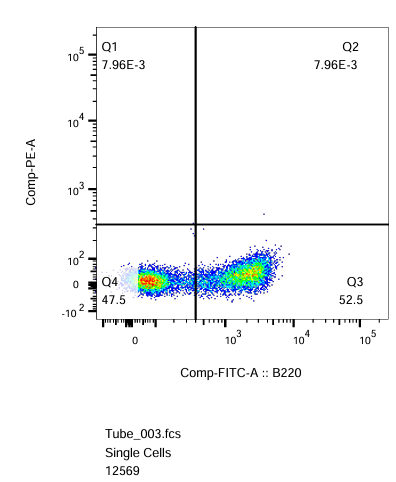 Q1
7.96E-3
Q2
7.96E-3
10^5
10^4
10^3
10^2
0
-10^2
Comp-PE-A
Q4
47.5
Q3
52.5
0
10^3
10^4
10^5
Comp-FITC-A :: B220
Tube_003.fcs
Single Cells
12569